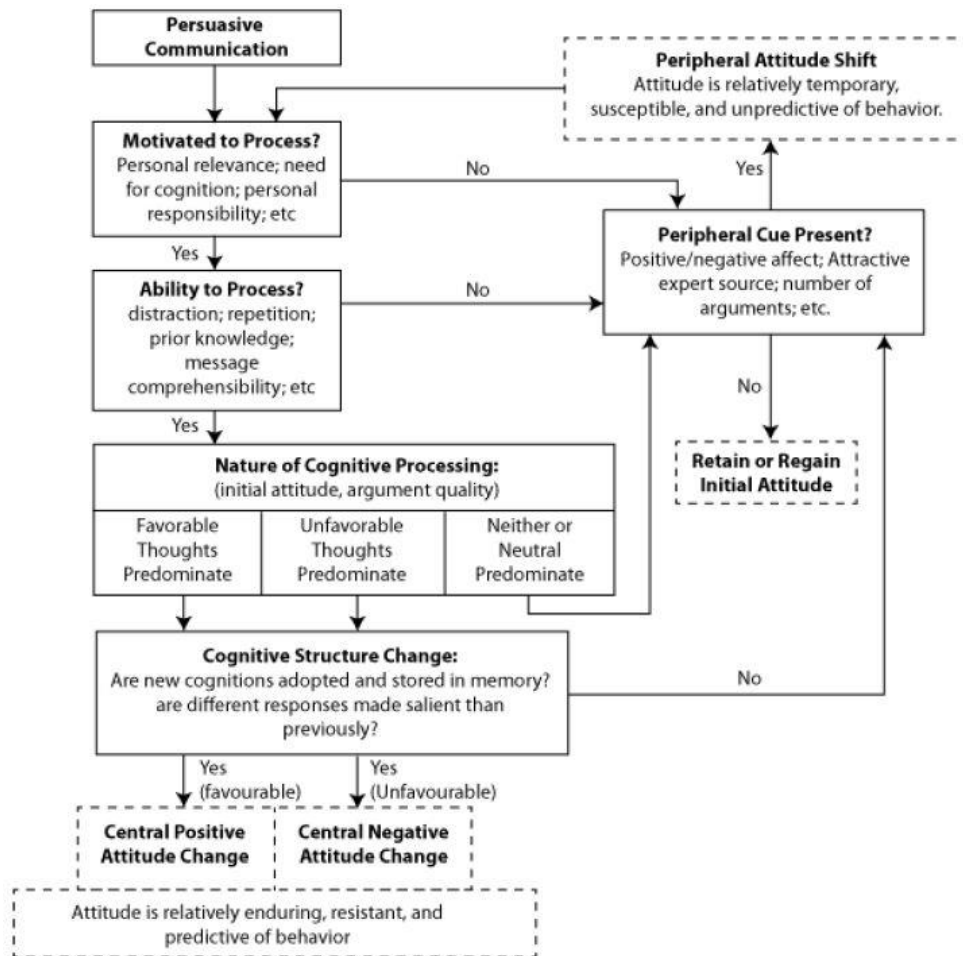 Persuasive
Communication
Peripheral Attitude Shift
Attitude is relatively temporary,
susceptible, and unpredictive of behavior.
Motivated to Process?
Personal relevance; need
for cognition; personal
responsibility; etc
No
Yes
Peripheral Cue Present?
Positive/negative affect; Attractive
expert source; number of
arguments; etc.
Yes
Ability to Process?
distraction; repetition;
prior knowledge;
message
comprehensibility; etc
No
No
Retain or Regain
Initial Attitude
Yes
Nature of Cognitive Processing:
(initial attitude, argument quality)
Favorable
Thoughts
Predominate
Unfavorable
Thoughts
Predominate
Neither or
Neutral
Predominate
Cognitive Structure Change:
Are new cognitions adopted and stored in memory?
are different responses made salient than
previously?
No
Yes
(favourable)
Yes
(Unfavourable)
Central Positive
Attitude Change
Central Negative
Attitude Change
Attitude is relatively enduring, resistant, and
predictive of behavior